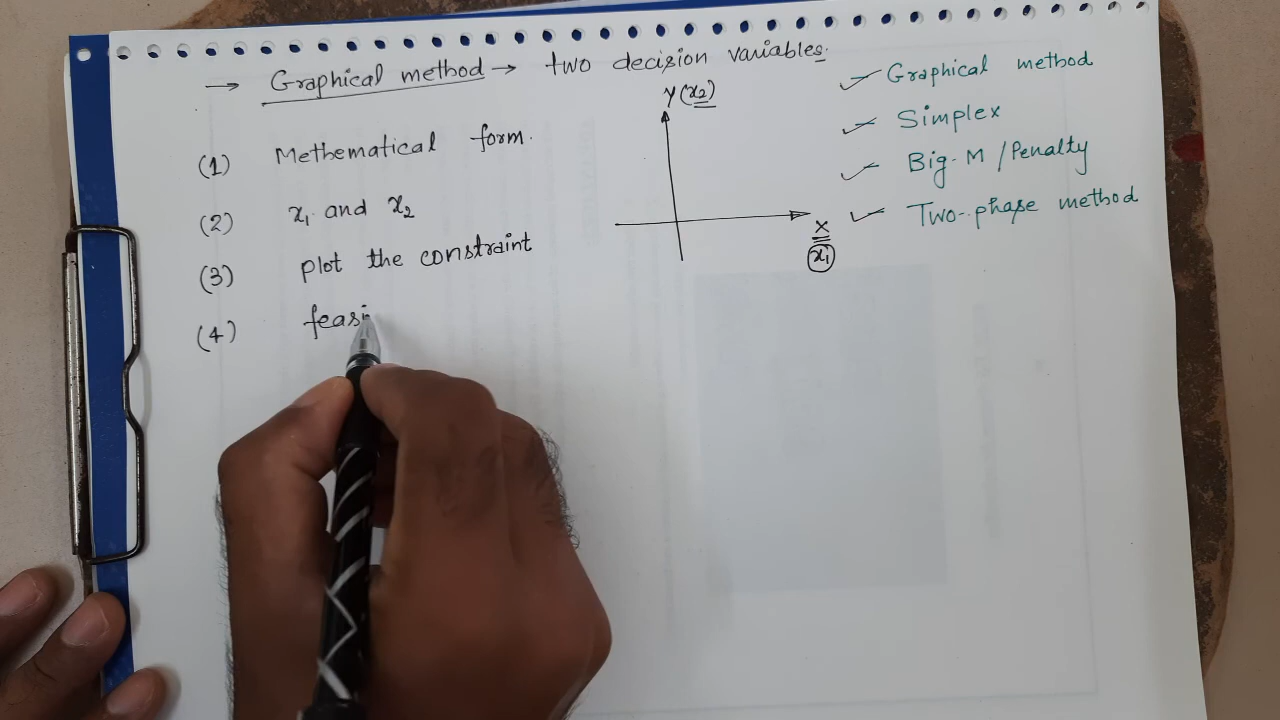 → Graphical method → two decision variables.
(1) Methematical form.
(2) x₁ and x₂
(3) plot the constraint
(4) feasi
Y(x₂)
X
x₁
✓ Graphical method
✓ Simplex
✓ Big-M / Penalty
✓ Two-phase method